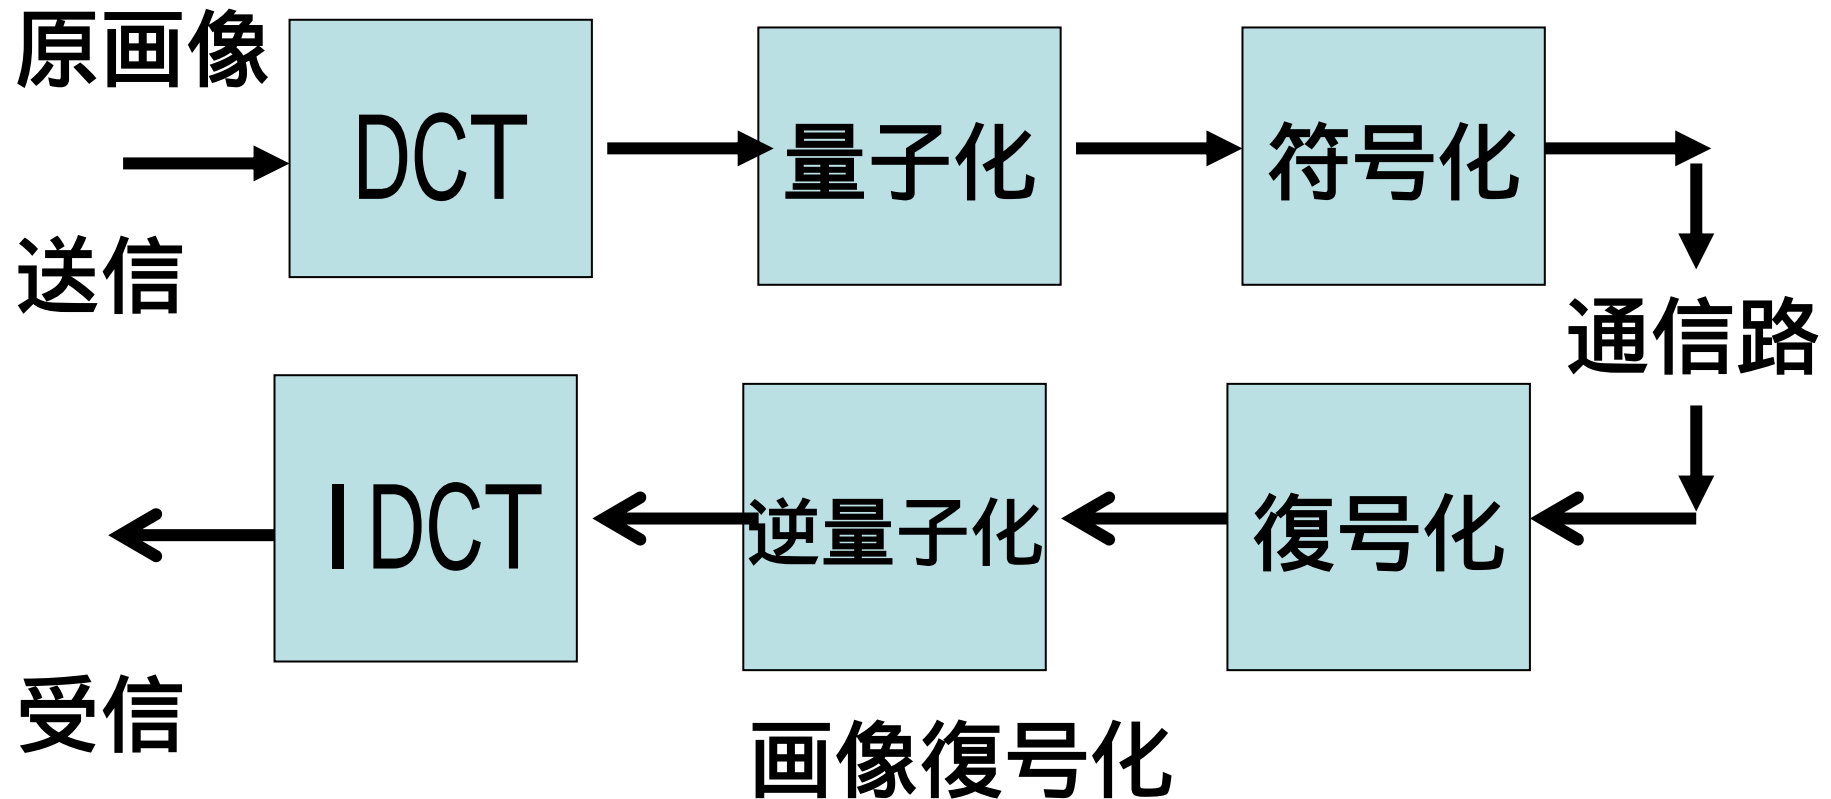 原画像
DCT
量子化
符号化
送信
通信路
IDCT
逆量子化
復号化
受信
画像復号化